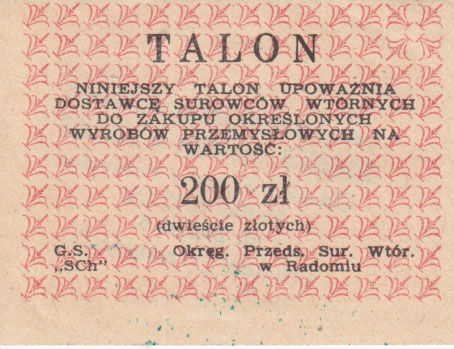 TALON
NINIEJSZY TALON UPOWAŻNIA
DOSTAWCĘ SUROWCÓW WTÓRNYCH
DO ZAKUPU OKREŚLONYCH
WYROBÓW PRZEMYSŁOWYCH NA
WARTOŚĆ:
200 zł
(dwieście złotych)
G.S. Okręg. Przeds. Sur. Wtór.
„SCh" w Radomiu